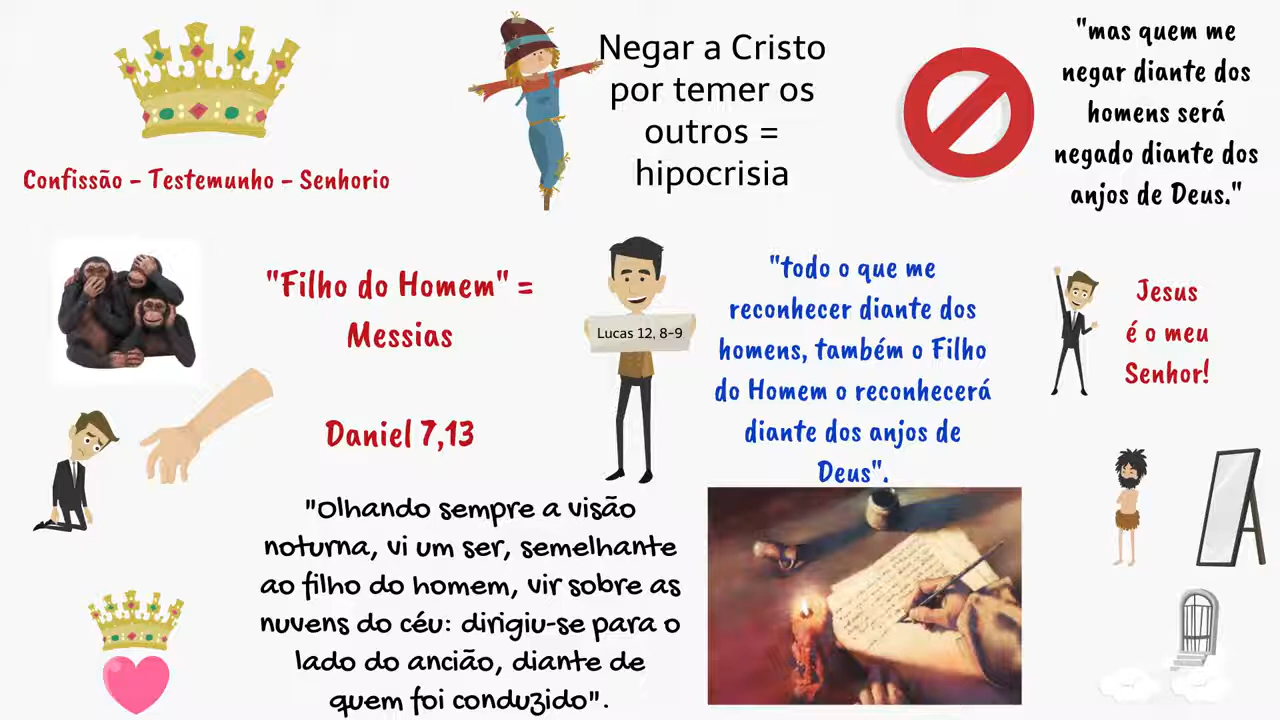 Confissão - Testemunho - Senhorio
Negar a Cristo
por temer os
outros =
hipocrisia
"mas quem me
negar diante dos
homens será
negado diante dos
anjos de Deus."
"Filho do Homem" =
Messias
Daniel 7,13
"Olhando sempre a visão
noturna, vi um ser, semelhante
ao filho do homem, vir sobre as
nuvens do céu: dirigiu-se para o
lado do ancião, diante de
quem foi conduzido".
Lucas 12, 8-9
"todo o que me
reconhecer diante dos
homens, também o Filho
do Homem o reconhecerá
diante dos anjos de
Deus".
Jesus
é o meu
Senhor!